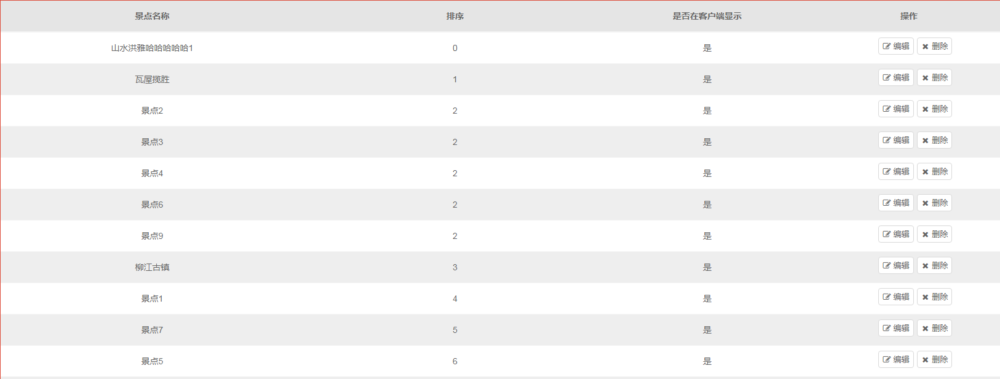 景点名称 排序 是否在客户端显示 操作
山水洪雅哈哈哈哈哈1 0 是 编辑 删除
瓦屋揽胜 1 是 编辑 删除
景点2 2 是 编辑 删除
景点3 2 是 编辑 删除
景点4 2 是 编辑 删除
景点6 2 是 编辑 删除
景点9 2 是 编辑 删除
柳江古镇 3 是 编辑 删除
景点1 4 是 编辑 删除
景点7 5 是 编辑 删除
景点5 6 是 编辑 删除